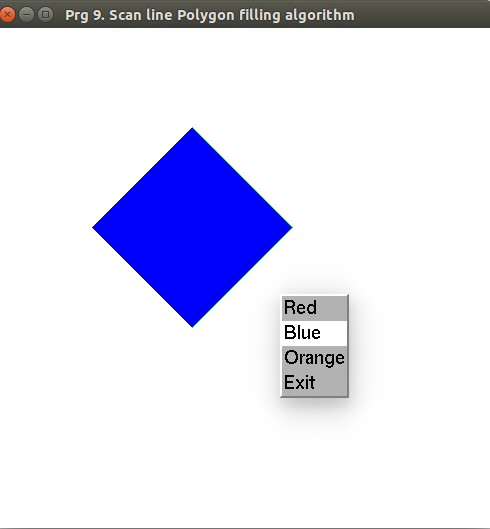 Prg 9. Scan line Polygon filling algorithm
Red
Blue
Orange
Exit